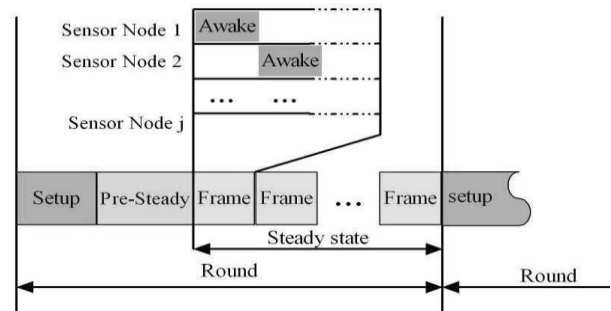 Sensor Node 1 Awake
Sensor Node 2 Awake
... ...
Sensor Node j
Setup Pre-Steady Frame Frame ... Frame setup
Steady state
Round
Round